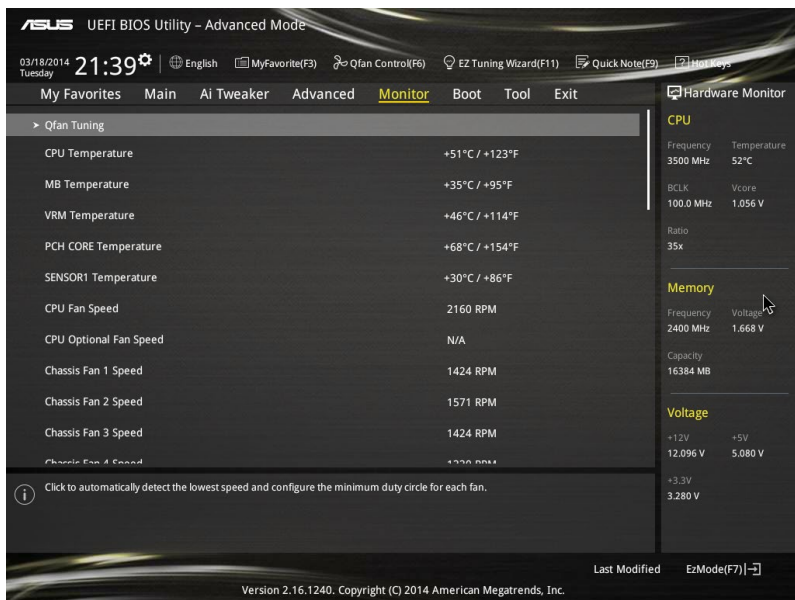 ASUS UEFI BIOS Utility – Advanced Mode
03/18/2014
Tuesday
21:39
English
MyFavorite(F3)
Qfan Control(F6)
EZ Tuning Wizard(F11)
Quick Note(F9)
Hot Keys
My Favorites
Main
Ai Tweaker
Advanced
Monitor
Boot
Tool
Exit
Qfan Tuning
CPU Temperature +51°C / +123°F
MB Temperature +35°C / +95°F
VRM Temperature +46°C / +114°F
PCH CORE Temperature +68°C / +154°F
SENSOR1 Temperature +30°C / +86°F
CPU Fan Speed 2160 RPM
CPU Optional Fan Speed N/A
Chassis Fan 1 Speed 1424 RPM
Chassis Fan 2 Speed 1571 RPM
Chassis Fan 3 Speed 1424 RPM
Chassis Fan 4 Speed
Click to automatically detect the lowest speed and configure the minimum duty circle for each fan.
Hardware Monitor
CPU
Frequency Temperature
3500 MHz 52°C
BCLK Vcore
100.0 MHz 1.056 V
Ratio
35x
Memory
Frequency Voltage
2400 MHz 1.668 V
Capacity
16384 MB
Voltage
+12V +5V
12.096 V 5.080 V
+3.3V
3.280 V
Last Modified
EzMode(F7)
Version 2.16.1240. Copyright (C) 2014 American Megatrends, Inc.